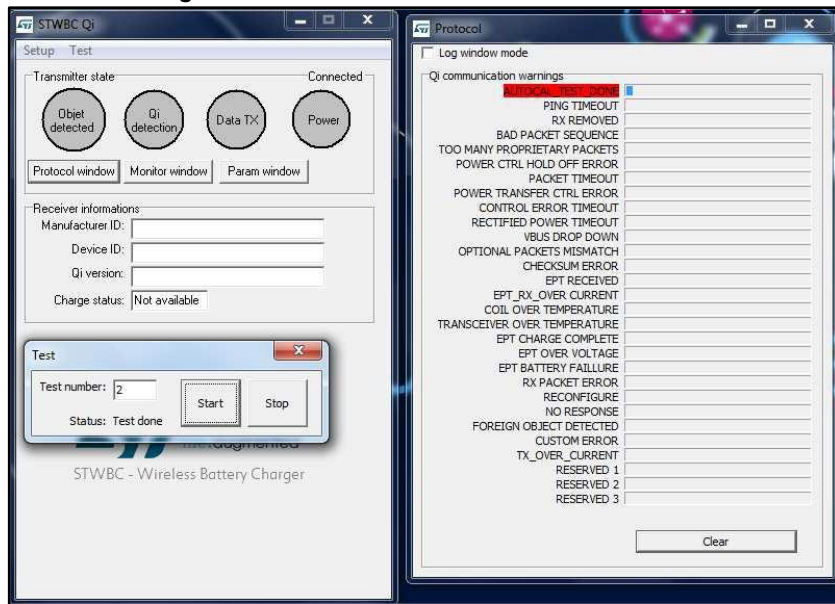 STWBC Qi
Setup Test
Transmitter state Connected
Objet detected
Qi detection
Data TX
Power
Protocol window Monitor window Param window
Receiver informations
Manufacturer ID:
Device ID:
Qi version:
Charge status: Not available
Test
Test number: 2
Start Stop
Status: Test done
STWBC - Wireless Battery Charger
Protocol
Log window mode
Qi communication warnings
AUTOCAL_TEST_DONE
PING TIMEOUT
RX REMOVED
BAD PACKET SEQUENCE
TOO MANY PROPRIETARY PACKETS
POWER CTRL HOLD OFF ERROR
PACKET TIMEOUT
POWER TRANSFER CTRL ERROR
CONTROL ERROR TIMEOUT
RECTIFIED POWER TIMEOUT
VBUS DROP DOWN
OPTIONAL PACKETS MISMATCH
CHECKSUM ERROR
EPT RECEIVED
EPT_RX_OVER CURRENT
COIL OVER TEMPERATURE
TRANSCEIVER OVER TEMPERATURE
EPT CHARGE COMPLETE
EPT OVER VOLTAGE
EPT BATTERY FAILLURE
RX PACKET ERROR
RECONFIGURE
NO RESPONSE
FOREIGN OBJECT DETECTED
CUSTOM ERROR
TX_OVER_CURRENT
RESERVED 1
RESERVED 2
RESERVED 3
Clear